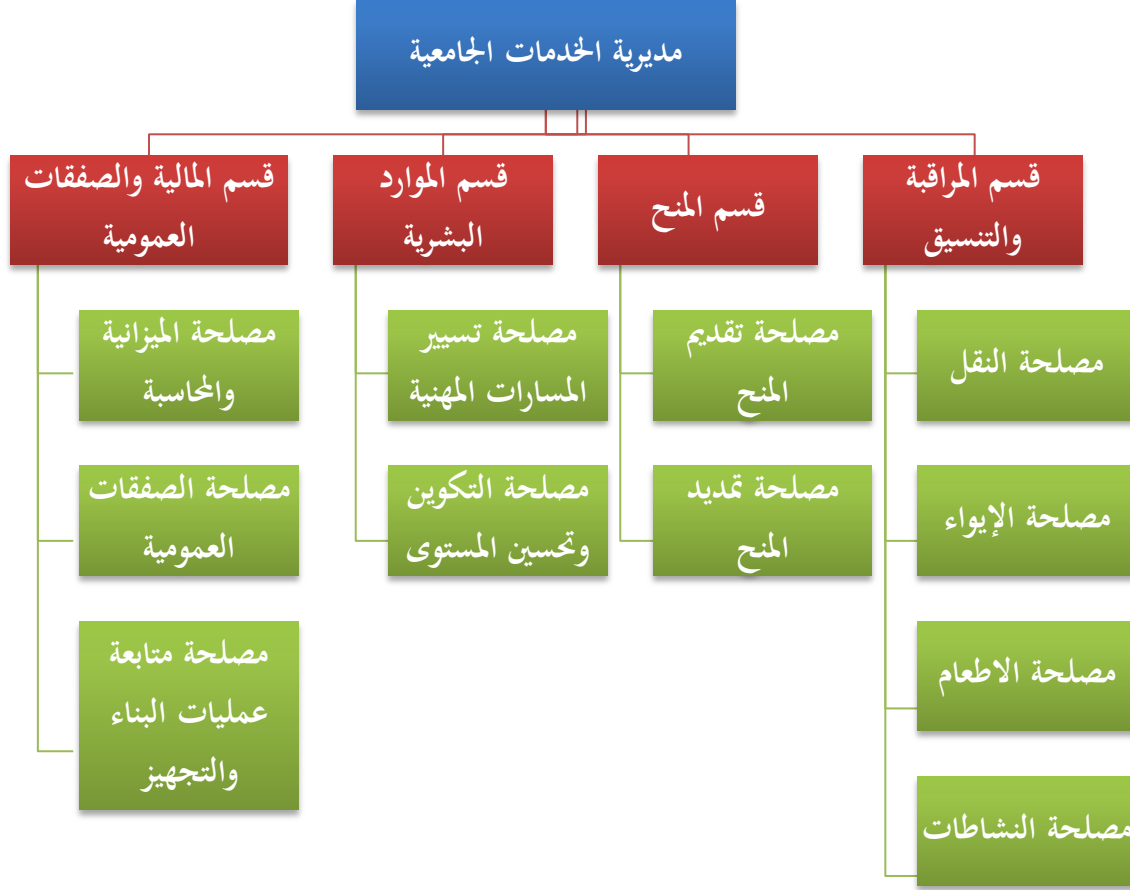 مديرية الخدمات الجامعية
قسم المراقبة
والتنسيق
قسم المنح
قسم الموارد
البشرية
قسم المالية والصفقات
العمومية
مصلحة النقل
مصلحة الإيواء
مصلحة الاطعام
مصلحة النشاطات
مصلحة تقديم
المنح
مصلحة تمديد
المنح
مصلحة تسيير
المسارات المهنية
مصلحة التكوين
وتحسين المستوى
مصلحة الميزانية
والمحاسبة
مصلحة الصفقات
العمومية
مصلحة متابعة
عمليات البناء
والتجهيز